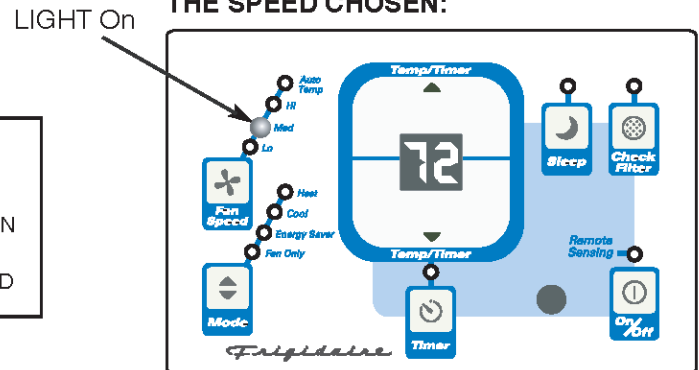 THE SPEED CHOSEN:
LIGHT On
N
D
Auto
Temp
Hi
Med
Lo
Fan
Speed
Heat
Cool
Energy Saver
Fan Only
Mode
Temp/Timer
72
Temp/Timer
Timer
Sleep
Check
Filter
Remote
Sensing
On/Off
Frigidaire